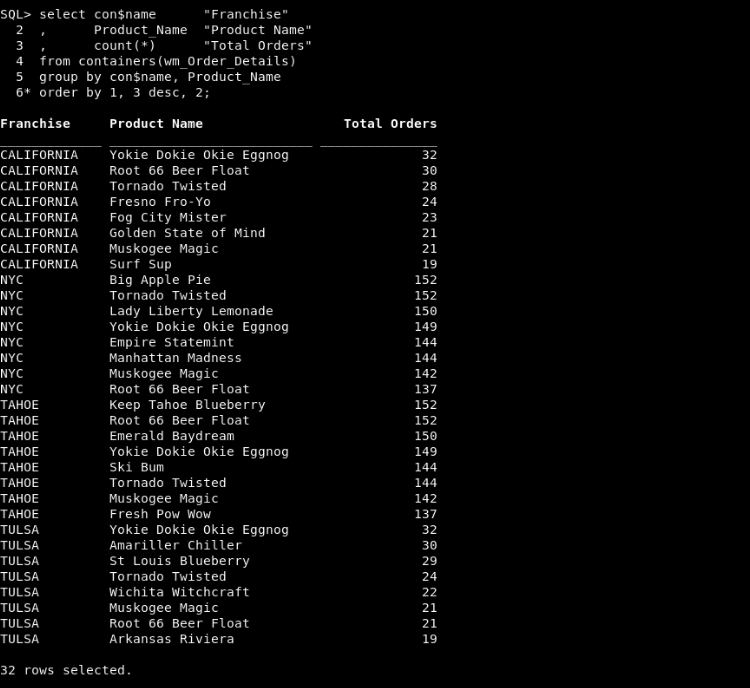 SQL> select con$name      "Franchise"
  2  ,      Product_Name  "Product Name"
  3  ,      count(*)      "Total Orders"
  4  from containers(wm_Order_Details)
  5  group by con$name, Product_Name
  6* order by 1, 3 desc, 2;
Franchise     Product Name                  Total Orders
_____________ __________________________ _______________
CALIFORNIA    Yokie Dokie Okie Eggnog                 32
CALIFORNIA    Root 66 Beer Float                      30
CALIFORNIA    Tornado Twisted                         28
CALIFORNIA    Fresno Fro-Yo                           24
CALIFORNIA    Fog City Mister                         23
CALIFORNIA    Golden State of Mind                    21
CALIFORNIA    Muskogee Magic                          21
CALIFORNIA    Surf Sup                                19
NYC           Big Apple Pie                          152
NYC           Tornado Twisted                        152
NYC           Lady Liberty Lemonade                  150
NYC           Yokie Dokie Okie Eggnog                149
NYC           Empire Statemint                       144
NYC           Manhattan Madness                      144
NYC           Muskogee Magic                         142
NYC           Root 66 Beer Float                     137
TAHOE         Keep Tahoe Blueberry                   152
TAHOE         Root 66 Beer Float                     152
TAHOE         Emerald Baydream                       150
TAHOE         Yokie Dokie Okie Eggnog                149
TAHOE         Ski Bum                                144
TAHOE         Tornado Twisted                        144
TAHOE         Muskogee Magic                         142
TAHOE         Fresh Pow Wow                          137
TULSA         Yokie Dokie Okie Eggnog                 32
TULSA         Amariller Chiller                       30
TULSA         St Louis Blueberry                      29
TULSA         Tornado Twisted                         24
TULSA         Wichita Witchcraft                      22
TULSA         Muskogee Magic                          21
TULSA         Root 66 Beer Float                      21
TULSA         Arkansas Riviera                        19
32 rows selected.